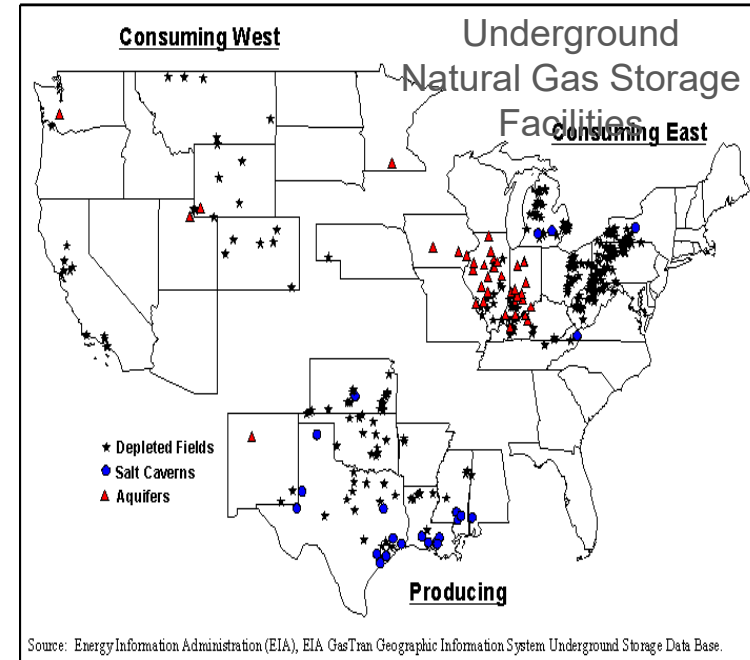 Consuming West
Underground
Natural Gas Storage
Facilities
Consuming East
Depleted Fields
Salt Caverns
Aquifers
Producing
Source: Energy Information Administration (EIA), EIA GasTran Geographic Information System Underground Storage Data Base.